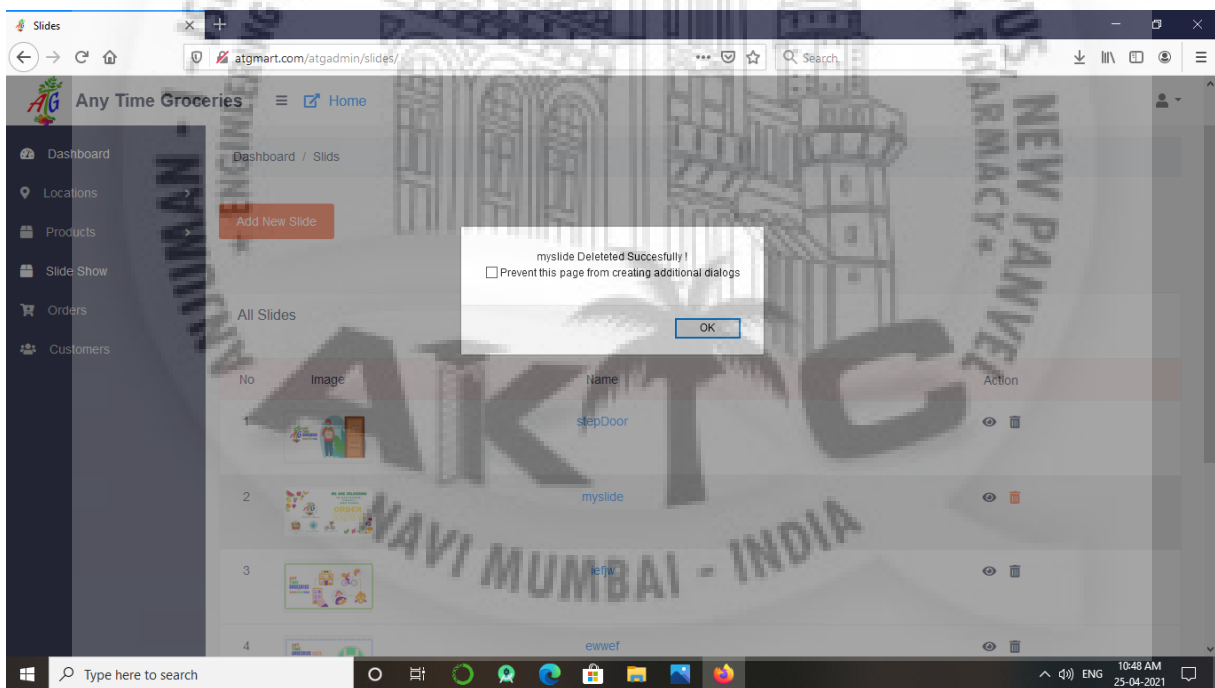 Slides
atgmart.com/atgadmin/slides/
Search
Any Time Groceries
Home
Dashboard
Locations
Products
Slide Show
Orders
Customers
Dashboard / Slids
Add New Slide
myslide Deleteted Succesfully !
Prevent this page from creating additional dialogs
OK
All Slides
No Image Name Action
1 stepDoor
2 myslide
3 iefjw
4 ewwef
NAVI MUMBAI - INDIA
AKTC
NEW PANVEL
Type here to search
ENG
10:48 AM
25-04-2021